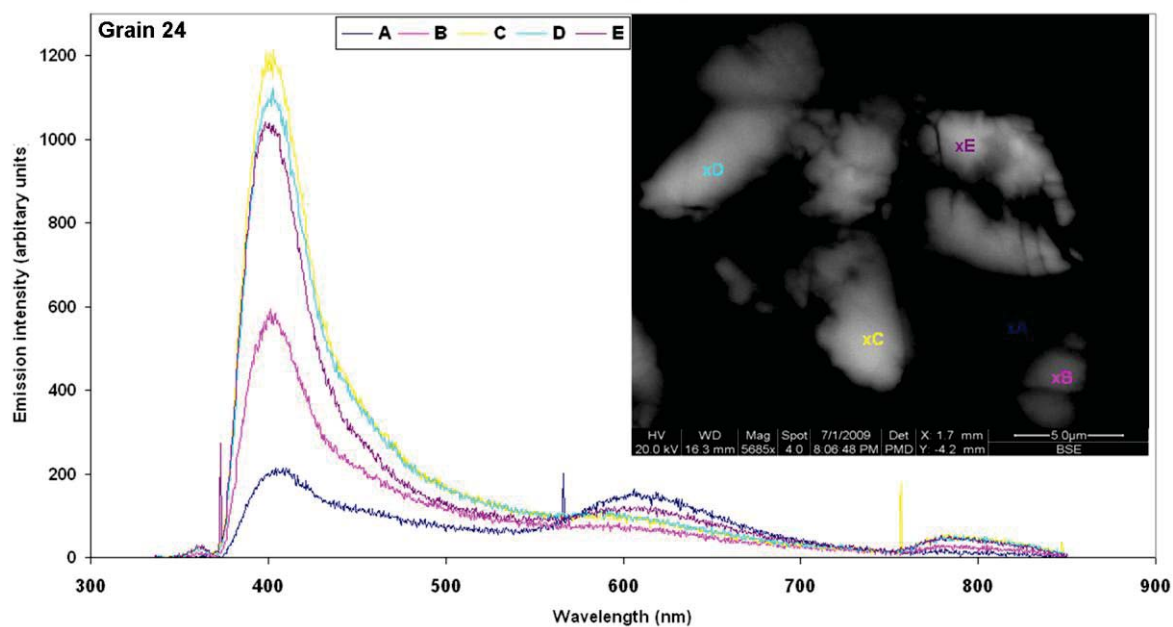 Grain 24
A B C D E
Emission intensity (arbitary units
1200
1000
800
600
400
200
0
300 400 500 600 700 800 900
Wavelength (nm)
xD
xE
xC
xA
xB
HV WD Mag Spot 7/1/2009 Det X: 1.7 mm 5.0µm
20.0 kV 16.3 mm 5685x 4.0 8:06:48 PM PMD Y: -4.2 mm BSE